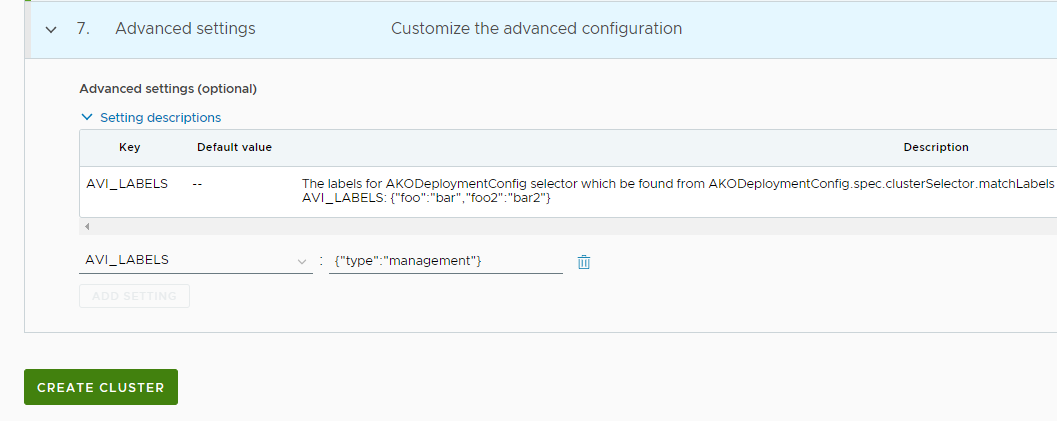 7. Advanced settings Customize the advanced configuration
Advanced settings (optional)
Setting descriptions
Key Default value Description
AVI_LABELS -- The labels for AKODeploymentConfig selector which be found from AKODeploymentConfig.spec.clusterSelector.matchLabels
AVI_LABELS: {"foo":"bar","foo2":"bar2"}
AVI_LABELS : {"type":"management"}
ADD SETTING
CREATE CLUSTER